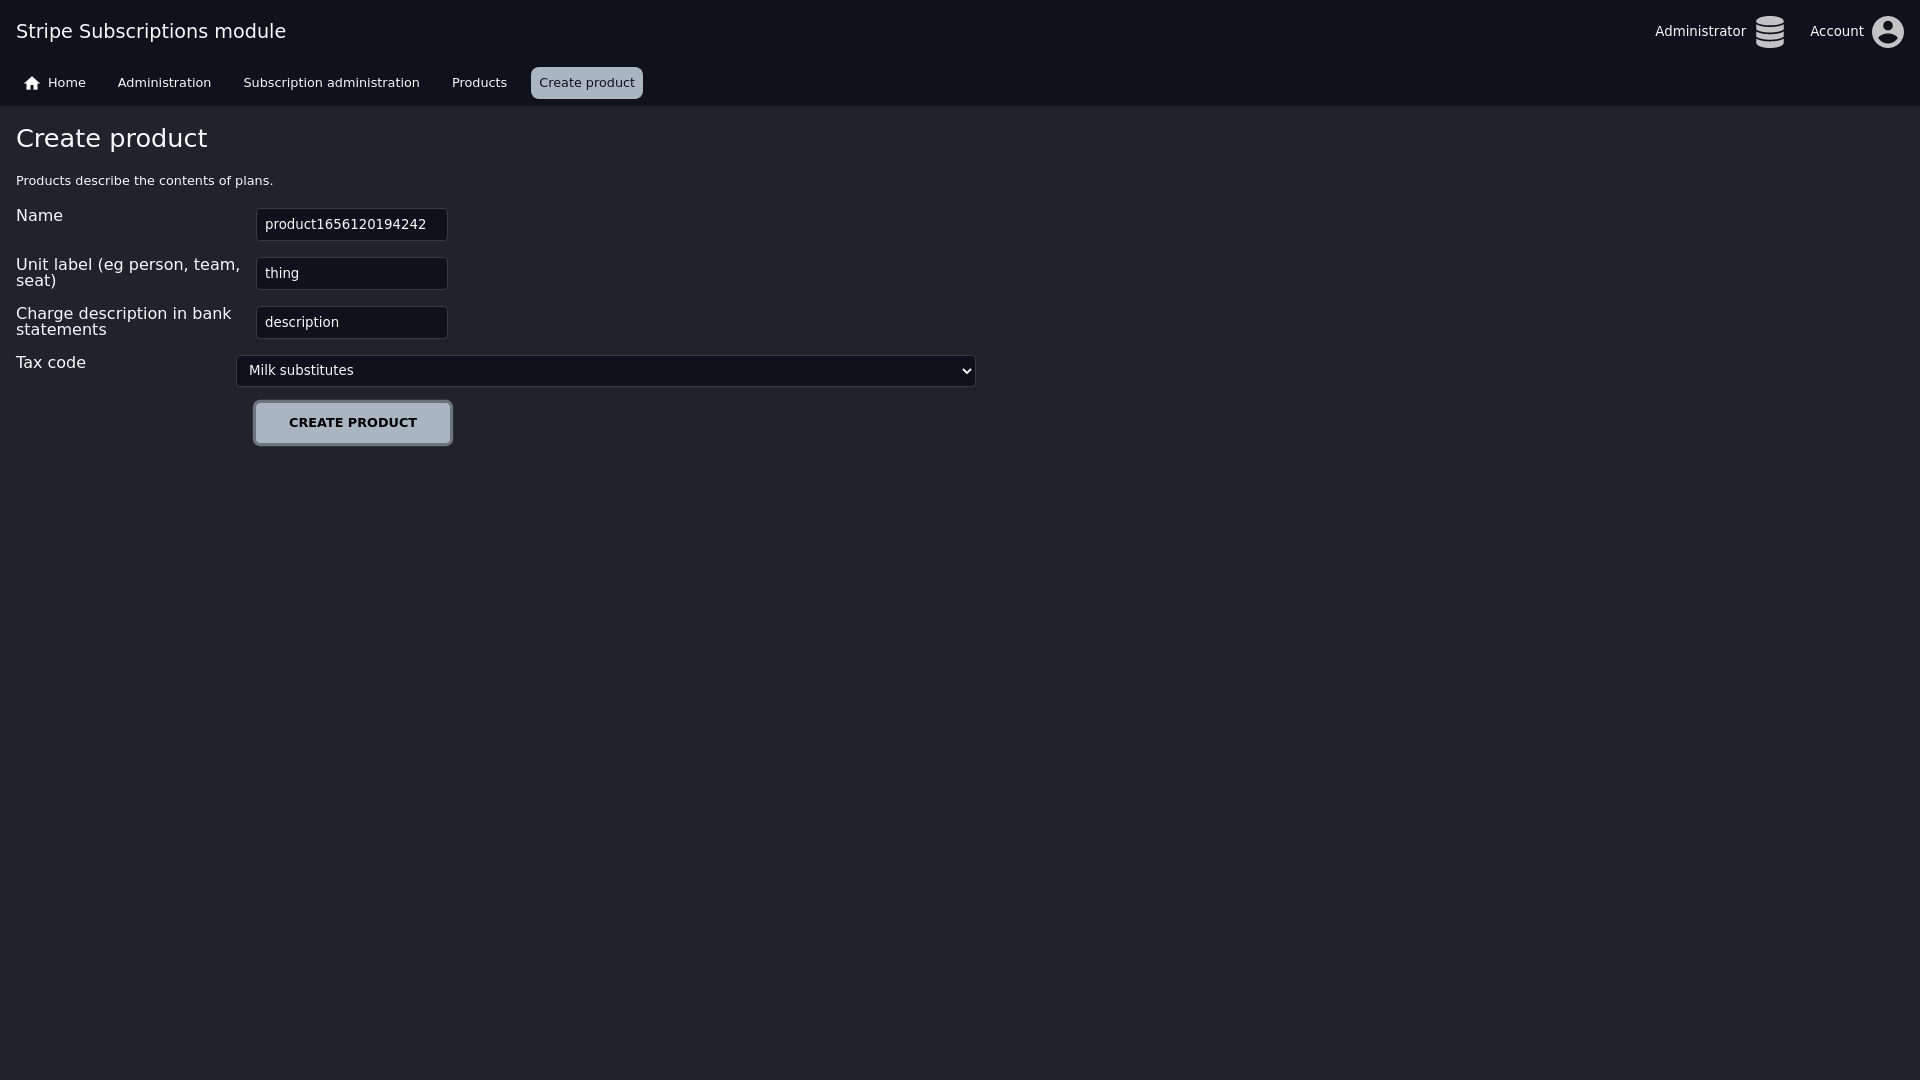 Stripe Subscriptions module
Administrator
Account
Home
Administration
Subscription administration
Products
Create product
Create product
Products describe the contents of plans.
Name
product1656120194242
Unit label (eg person, team,
seat)
thing
Charge description in bank
statements
description
Tax code
Milk substitutes
CREATE PRODUCT